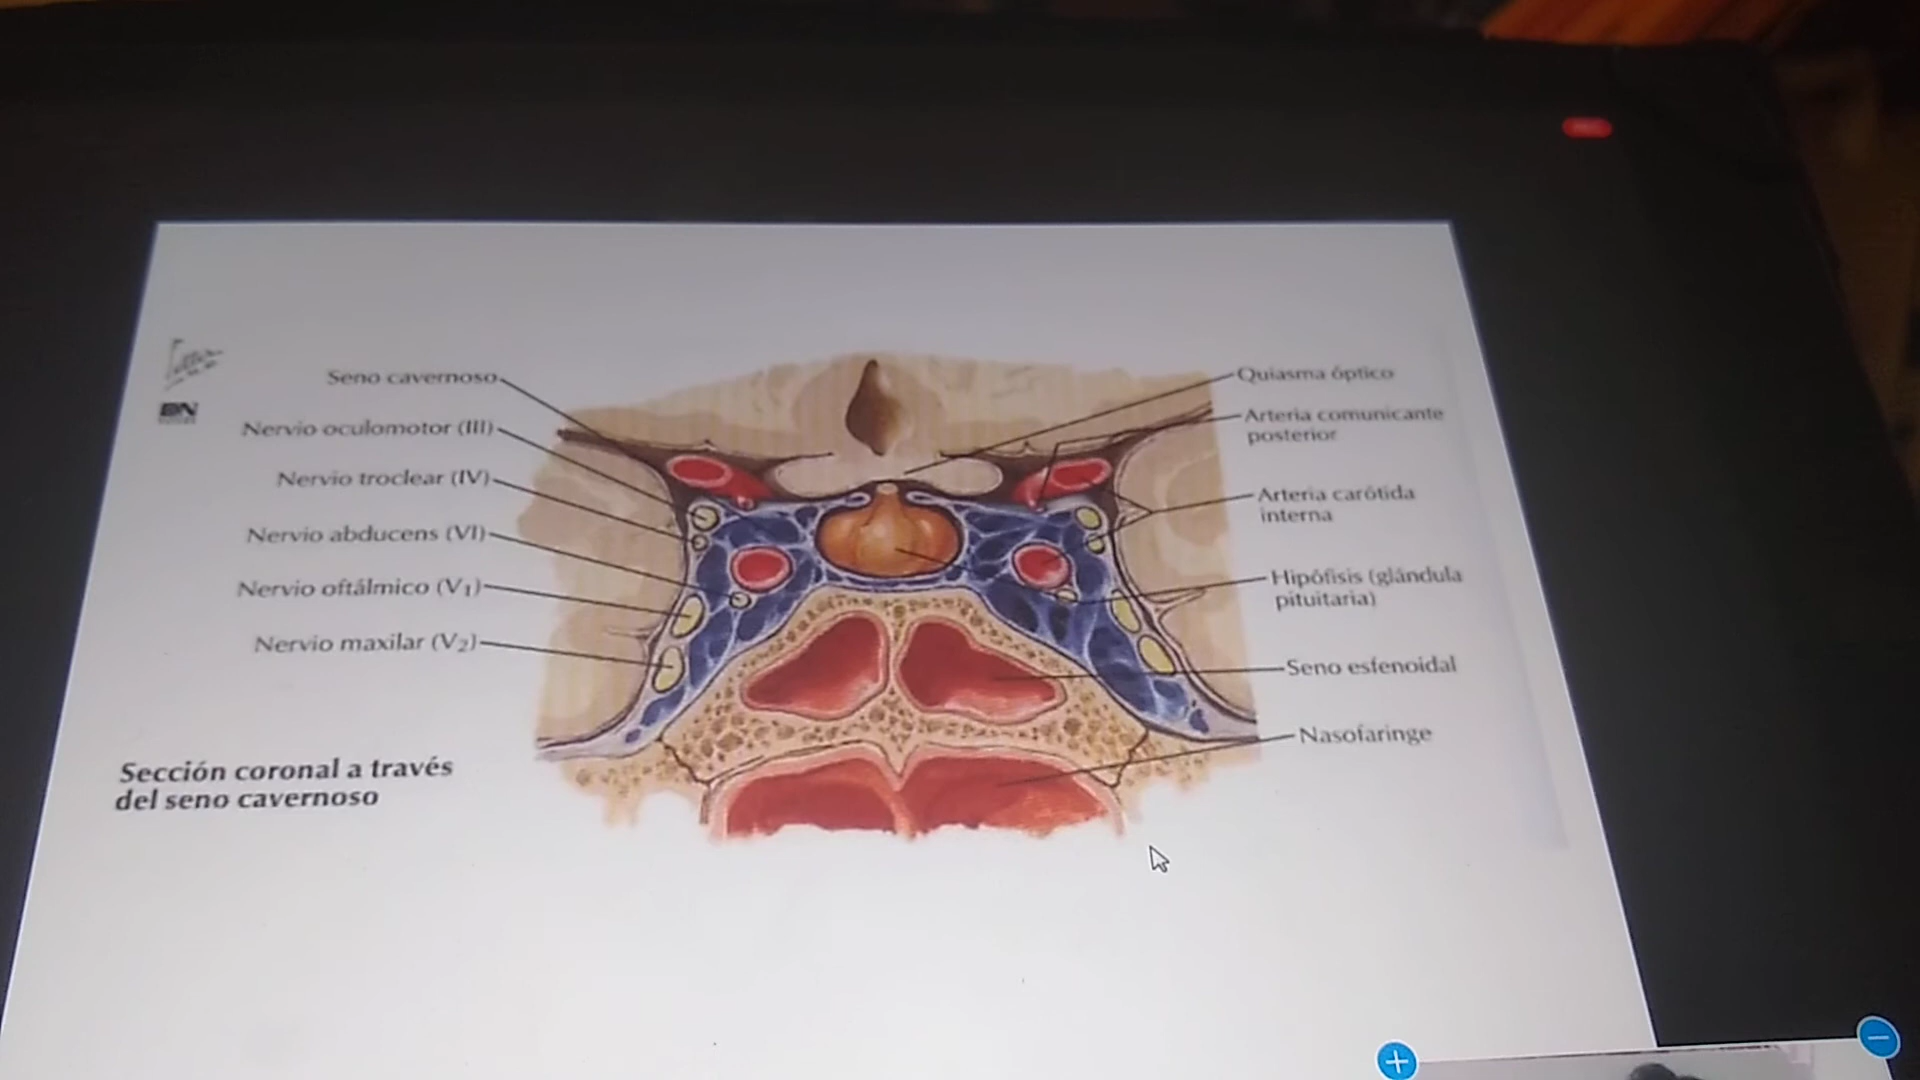 Seno cavernoso
Nervio oculomotor (III)
Nervio troclear (IV)
Nervio abducens (VI)
Nervio oftálmico (V₁)
Nervio maxilar (V₂)
Sección coronal a través
del seno cavernoso
Quiasma óptico
Arteria comunicante
posterior
Arteria carótida
interna
Hipófisis (glándula
pituitaria)
Seno esfenoidal
Nasofaringe